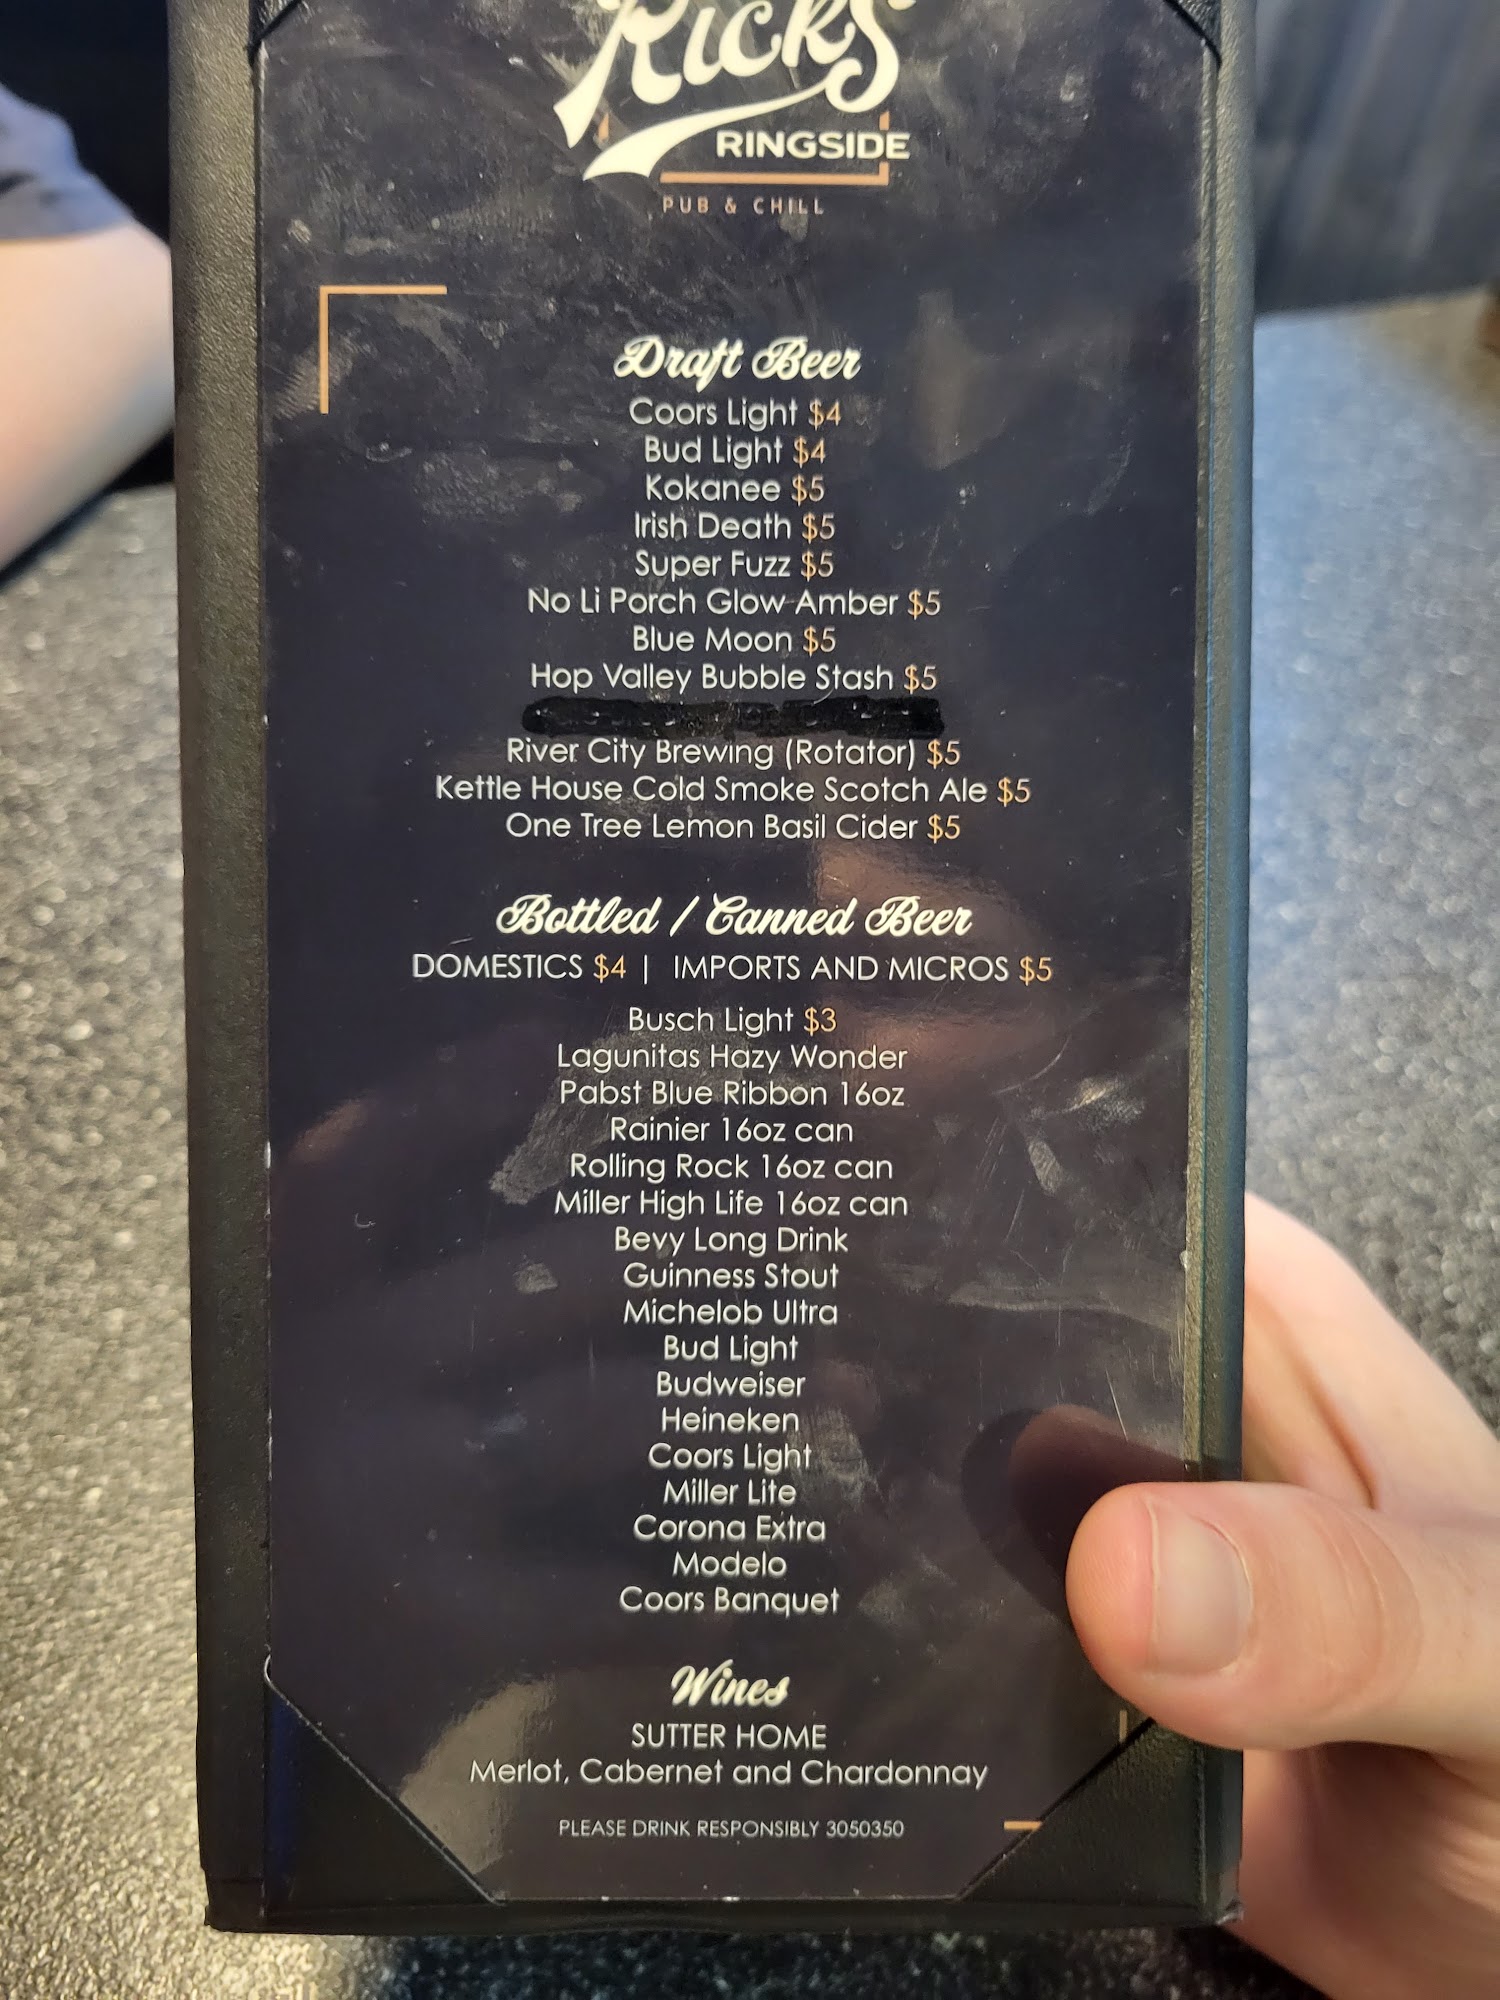 Ricks
RINGSIDE
PUB & CHILL
Draft Beer
Coors Light $4
Bud Light $4
Kokanee $5
Irish Death $5
Super Fuzz $5
No Li Porch Glow Amber $5
Blue Moon $5
Hop Valley Bubble Stash $5
River City Brewing (Rotator) $5
Kettle House Cold Smoke Scotch Ale $5
One Tree Lemon Basil Cider $5
Bottled / Canned Beer
DOMESTICS $4 | IMPORTS AND MICROS $5
Busch Light $3
Lagunitas Hazy Wonder
Pabst Blue Ribbon 16oz
Rainier 16oz can
Rolling Rock 16oz can
Miller High Life 16oz can
Bevy Long Drink
Guinness Stout
Michelob Ultra
Bud Light
Budweiser
Heineken
Coors Light
Miller Lite
Corona Extra
Modelo
Coors Banquet
Wines
SUTTER HOME
Merlot, Cabernet and Chardonnay
PLEASE DRINK RESPONSIBLY 3050350